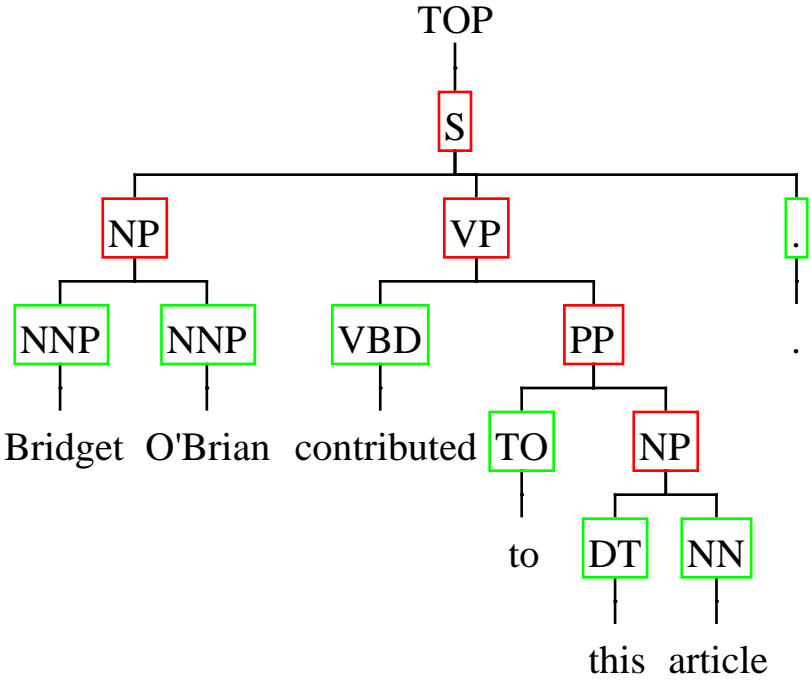 TOP
S
NP VP .
NNP NNP VBD PP .
Bridget O'Brian contributed TO NP
to DT NN
this article